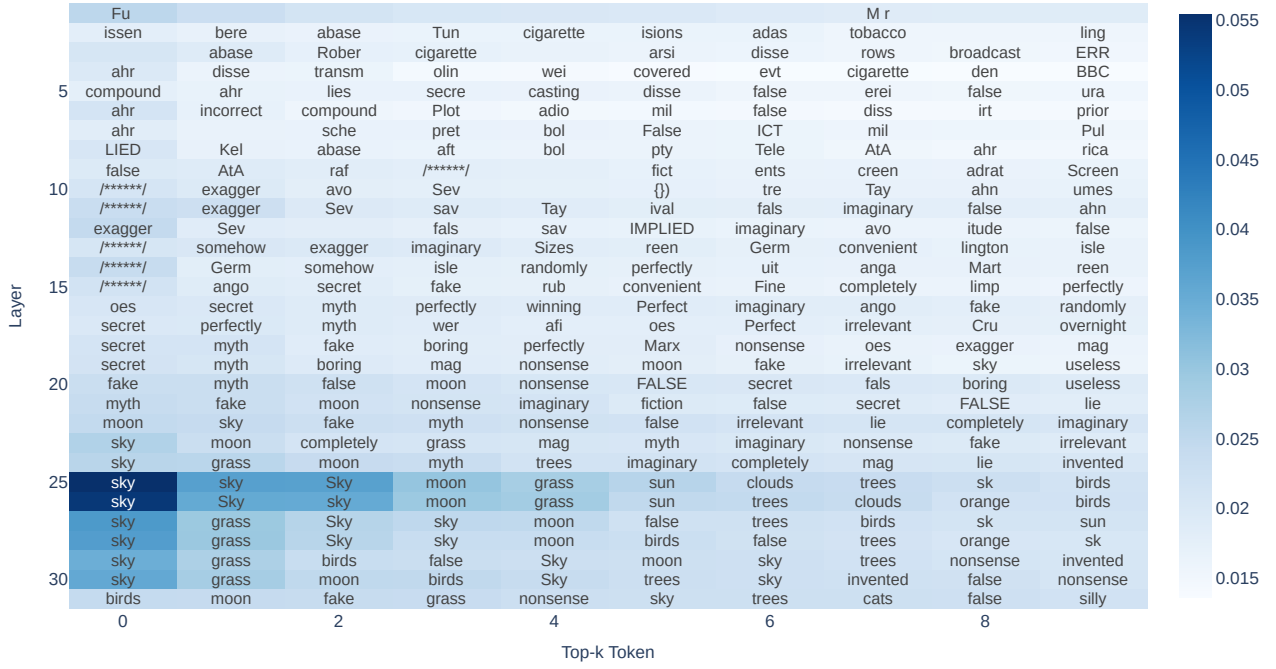 Fu M r
issen bere abase Tun cigarette isions adas tobacco ling
abase Rober cigarette arsi disse rows broadcast ERR
ahr disse transm olin wei covered evt cigarette den BBC
5 compound ahr lies secre casting disse false erei false ura
ahr incorrect compound Plot adio mil false diss irt prior
ahr sche pret bol False ICT mil Pul
LIED Kel abase aft bol pty Tele AtA ahr rica
false AtA raf /******/ fict ents creen adrat Screen
10 /******/ exagger avo Sev {}) tre Tay ahn umes
/******/ exagger Sev sav Tay ival fals imaginary false ahn
exagger Sev fals sav IMPLIED imaginary avo itude false
/******/ somehow exagger imaginary Sizes reen Germ convenient lington isle
/******/ Germ somehow isle randomly perfectly uit anga Mart reen
15 /******/ ango secret fake rub convenient Fine completely limp perfectly
oes secret myth perfectly winning Perfect imaginary ango fake randomly
secret perfectly myth wer afi oes Perfect irrelevant Cru overnight
secret myth fake boring perfectly Marx nonsense oes exagger mag
secret myth boring mag nonsense moon fake irrelevant sky useless
20 fake myth false moon nonsense FALSE secret fals boring useless
myth fake moon nonsense imaginary fiction false secret FALSE lie
moon sky fake myth nonsense false irrelevant lie completely imaginary
sky moon completely grass mag myth imaginary nonsense fake irrelevant
sky grass moon myth trees imaginary completely mag lie invented
25 sky sky Sky moon grass sun clouds trees sk birds
sky Sky sky moon grass sun trees clouds orange birds
sky grass Sky sky moon false trees birds sk sun
sky grass Sky sky moon birds false trees orange sk
sky grass birds false Sky moon sky trees nonsense invented
30 sky grass moon birds Sky trees sky invented false nonsense
birds moon fake grass nonsense sky trees cats false silly
0 2 4 6 8
Top-k Token
Layer
0.055
0.05
0.045
0.04
0.035
0.03
0.025
0.02
0.015